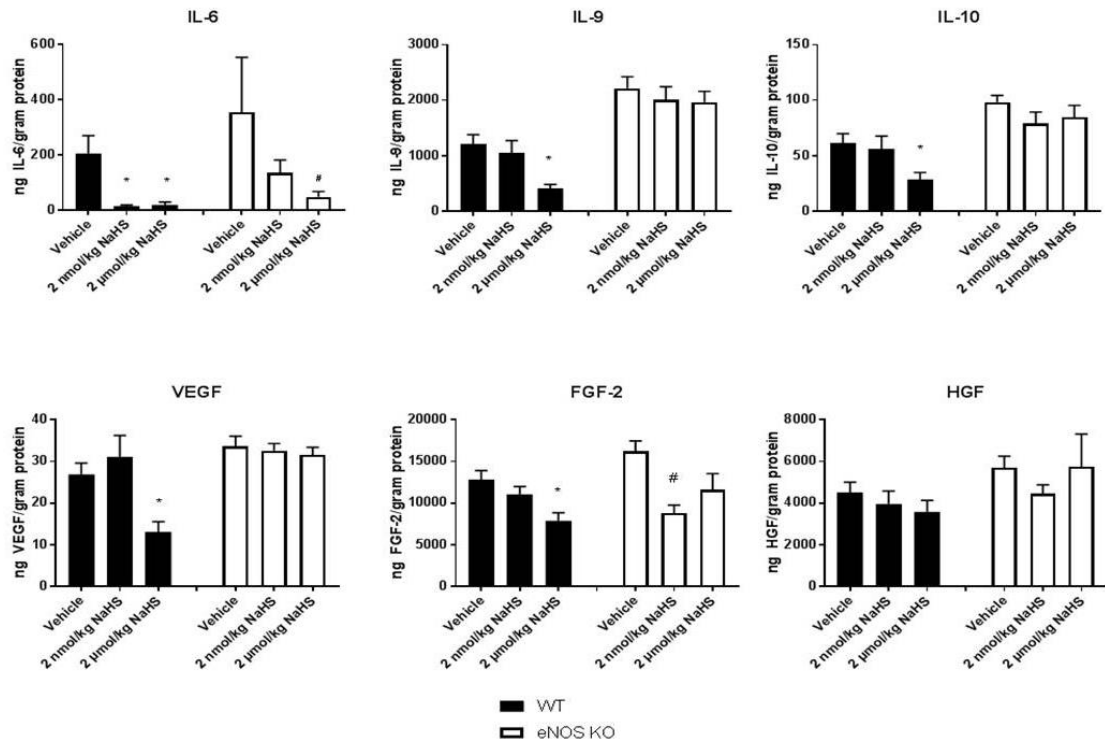 IL-6
ng IL-6/gram protein
600
400
200
0
* * #
Vehicle
2 nmol/kg NaHS
2 µmol/kg NaHS
Vehicle
2 nmol/kg NaHS
2 µmol/kg NaHS
IL-9
ng IL-9/gram protein
3000
2000
1000
0
*
Vehicle
2 nmol/kg NaHS
2 µmol/kg NaHS
Vehicle
2 nmol/kg NaHS
2 µmol/kg NaHS
IL-10
ng IL-10/gram protein
150
100
50
0
*
Vehicle
2 nmol/kg NaHS
2 µmol/kg NaHS
Vehicle
2 nmol/kg NaHS
2 µmol/kg NaHS
VEGF
ng VEGF/gram protein
40
30
20
10
0
*
Vehicle
2 nmol/kg NaHS
2 µmol/kg NaHS
Vehicle
2 nmol/kg NaHS
2 µmol/kg NaHS
FGF-2
ng FGF-2/gram protein
20000
15000
10000
5000
0
* #
Vehicle
2 nmol/kg NaHS
2 µmol/kg NaHS
Vehicle
2 nmol/kg NaHS
2 µmol/kg NaHS
HGF
ng HGF/gram protein
8000
6000
4000
2000
0
Vehicle
2 nmol/kg NaHS
2 µmol/kg NaHS
Vehicle
2 nmol/kg NaHS
2 µmol/kg NaHS
WT
eNOS KO